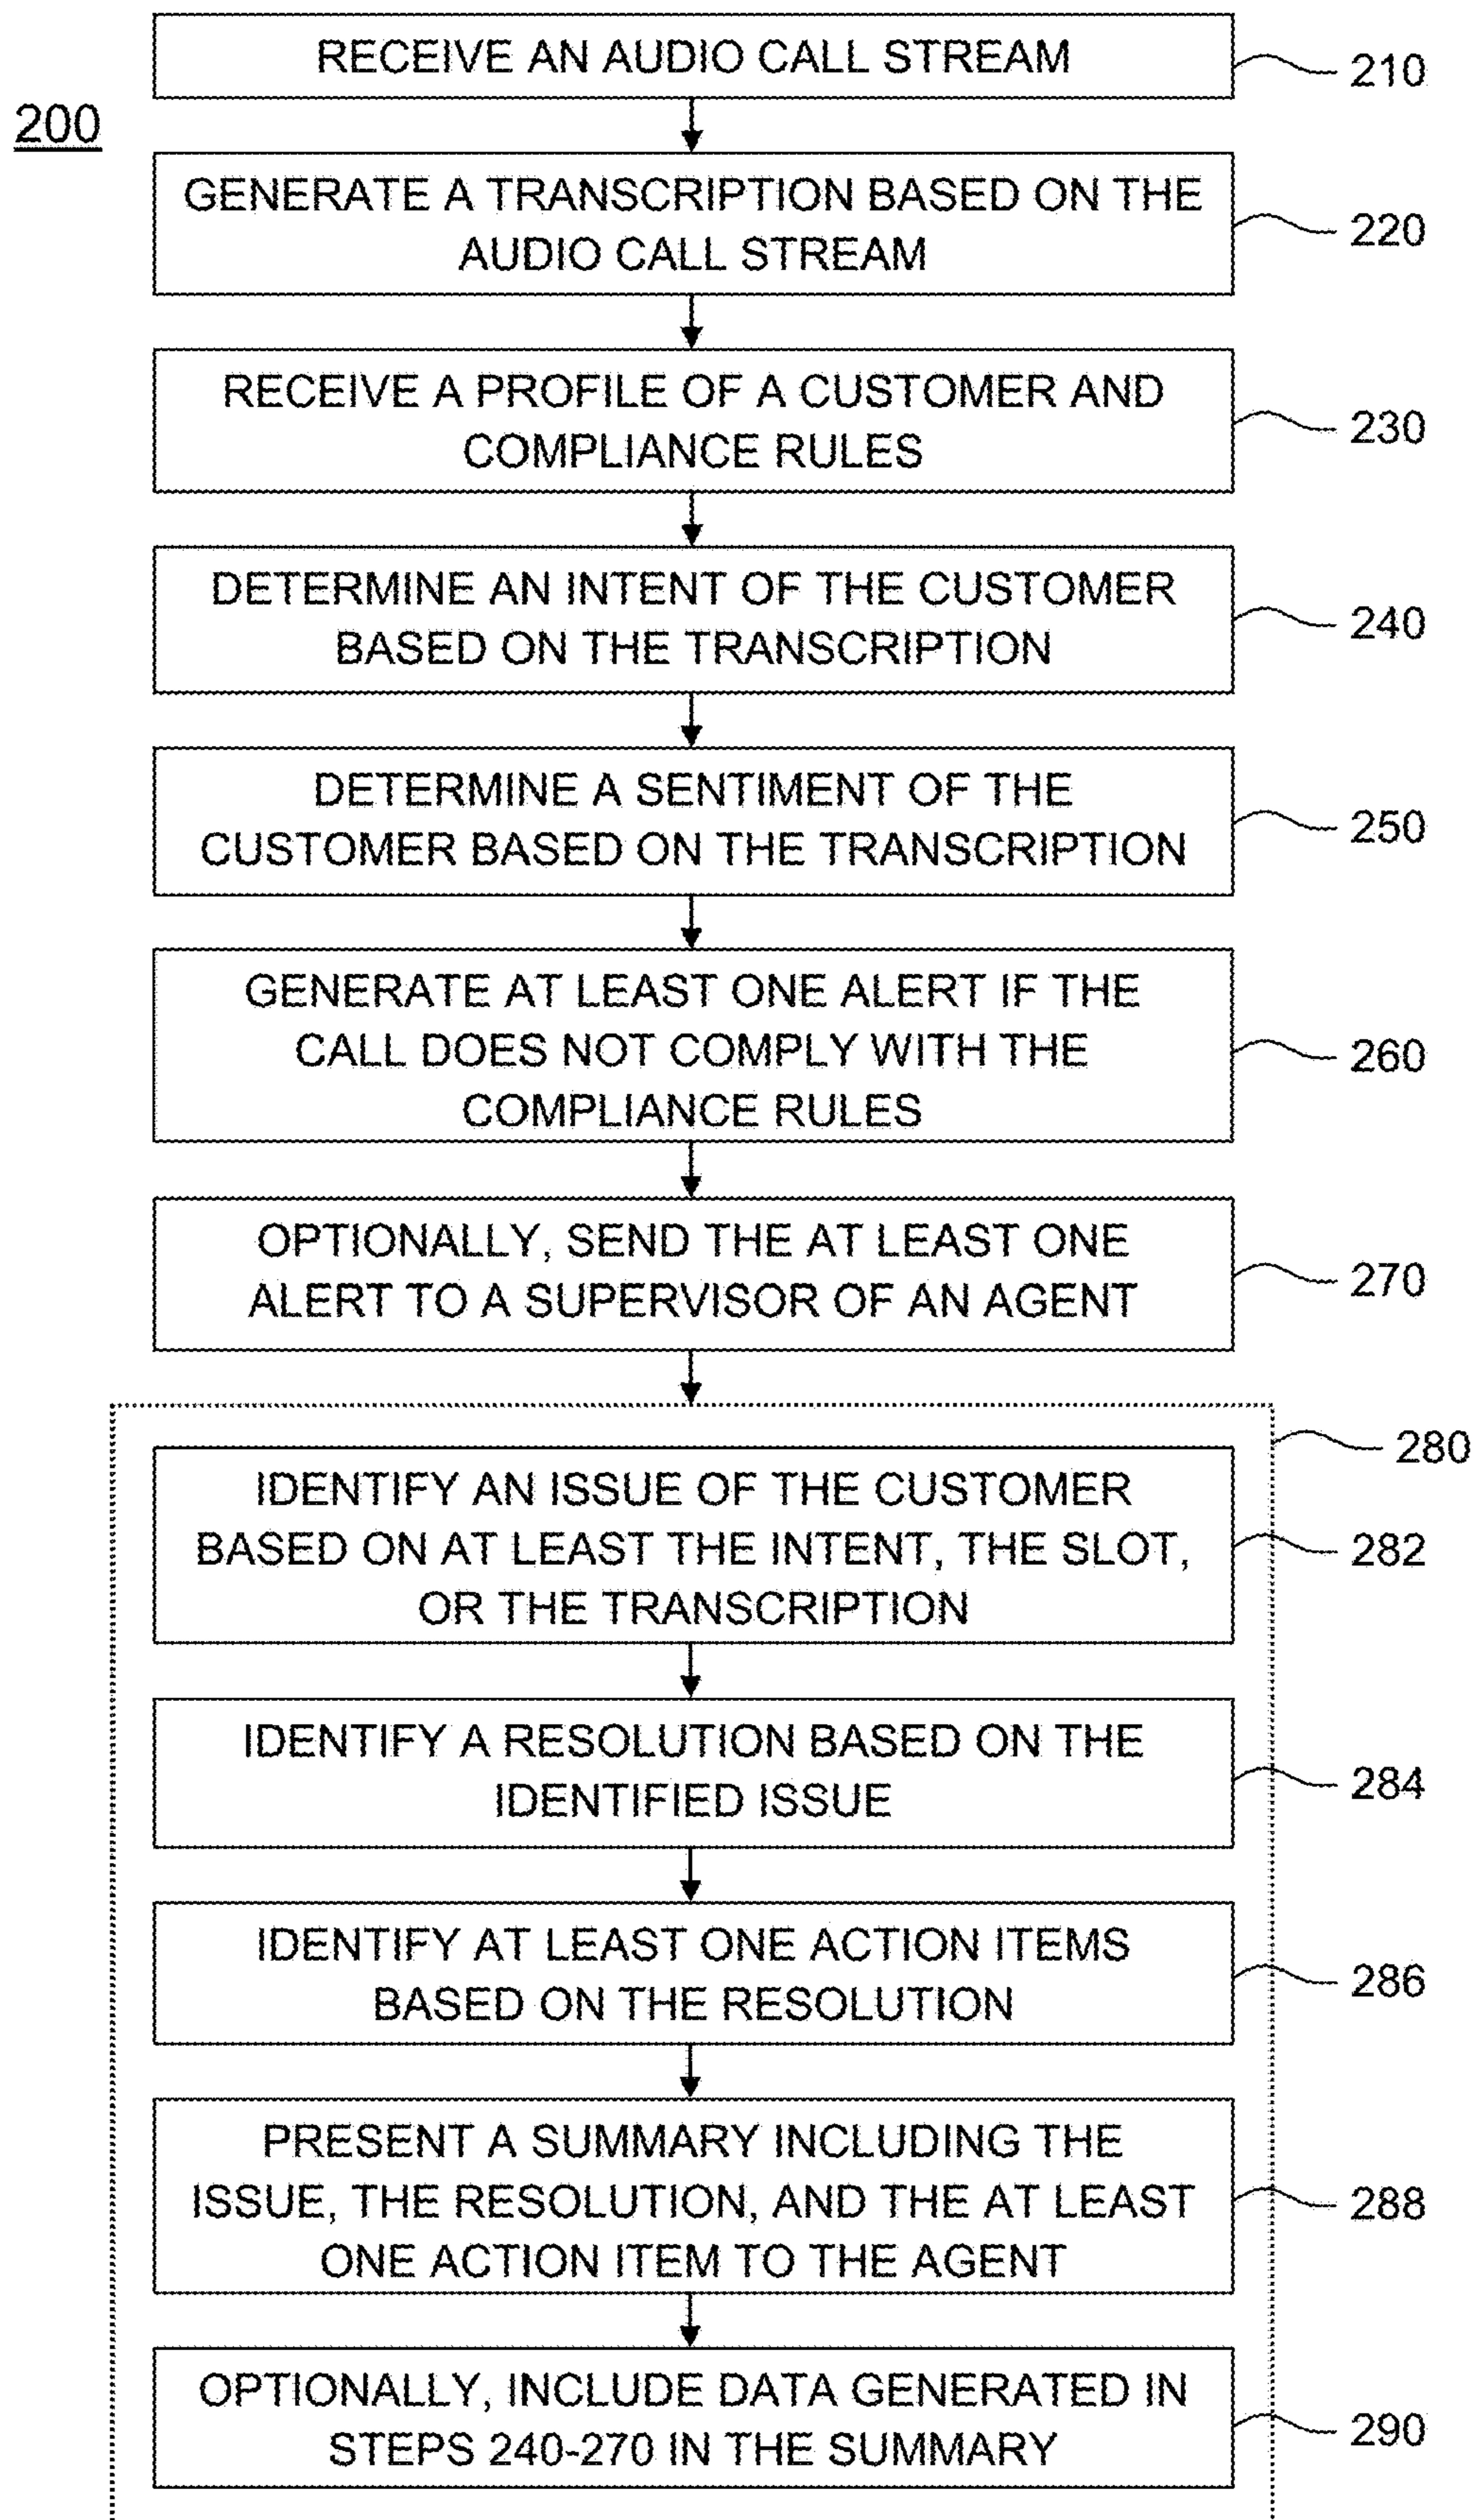 RECEIVE AN AUDIO CALL STREAM
210
200
GENERATE A TRANSCRIPTION BASED ON THE
AUDIO CALL STREAM
220
RECEIVE A PROFILE OF A CUSTOMER AND
COMPLIANCE RULES
230
DETERMINE AN INTENT OF THE CUSTOMER
BASED ON THE TRANSCRIPTION
240
DETERMINE A SENTIMENT OF THE
CUSTOMER BASED ON THE TRANSCRIPTION
250
GENERATE AT LEAST ONE ALERT IF THE
CALL DOES NOT COMPLY WITH THE
COMPLIANCE RULES
260
OPTIONALLY, SEND THE AT LEAST ONE
ALERT TO A SUPERVISOR OF AN AGENT
270
280
IDENTIFY AN ISSUE OF THE CUSTOMER
BASED ON AT LEAST THE INTENT, THE SLOT,
OR THE TRANSCRIPTION
282
IDENTIFY A RESOLUTION BASED ON THE
IDENTIFIED ISSUE
284
IDENTIFY AT LEAST ONE ACTION ITEMS
BASED ON THE RESOLUTION
286
PRESENT A SUMMARY INCLUDING THE
ISSUE, THE RESOLUTION, AND THE AT LEAST
ONE ACTION ITEM TO THE AGENT
288
OPTIONALLY, INCLUDE DATA GENERATED IN
STEPS 240-270 IN THE SUMMARY
290